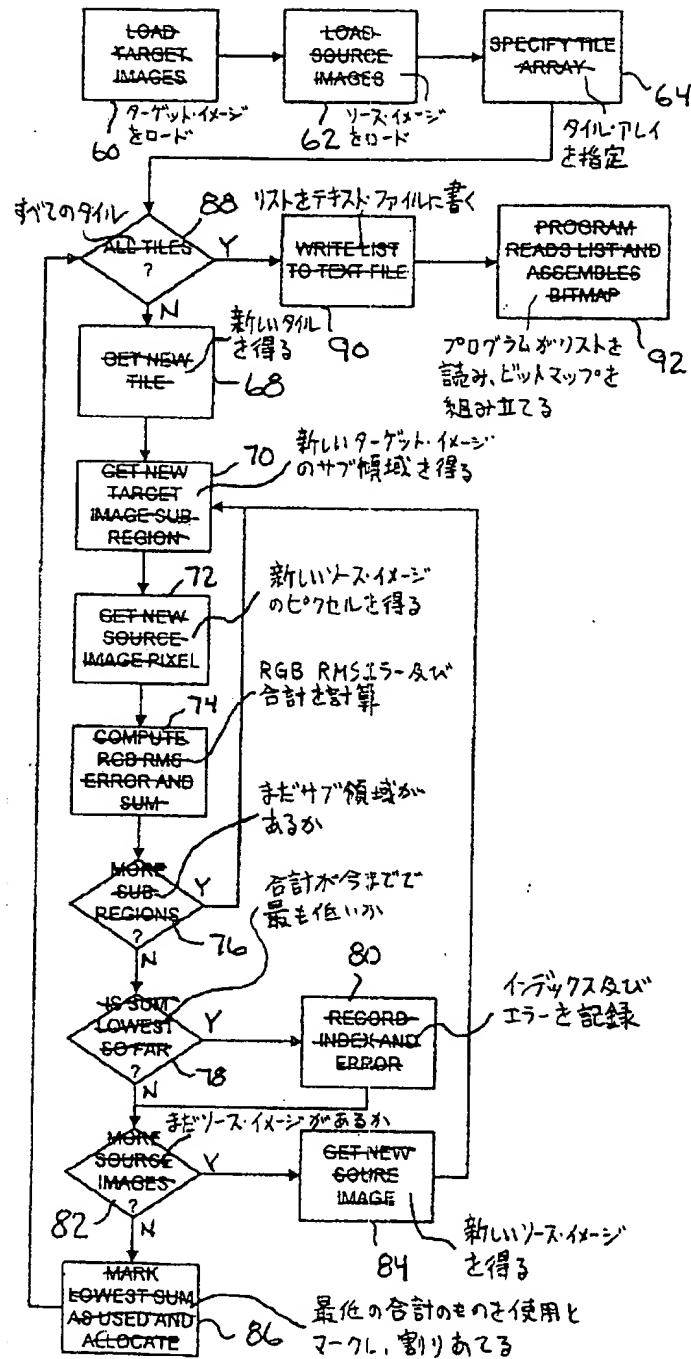 LOAD
TARGET
IMAGES
60
ターゲット・イメージ
をロード
LOAD
SOURCE
IMAGES
62
ソース・イメージ
をロード
SPECIFY TILE
ARRAY
64
タイル・アレイ
を指定
すべてのタイル
88
ALL TILES
?
Y
N
リストをテキスト・ファイルに書く
WRITE LIST
TO TEXT FILE
90
PROGRAM
READS LIST AND
ASSEMBLES
BITMAP
92
プログラムがリストを
読み、ビットマップを
組み立てる
新しいタイル
を得る
GET NEW
TILE
68
70
新しいターゲット・イメージ
のサブ領域を得る
GET NEW
TARGET
IMAGE SUB-
REGION
72
新しいソース・イメージ
のピクセルを得る
GET NEW
SOURCE
IMAGE PIXEL
74
RGB RMSエラー及び
合計を計算
COMPUTE
RGB RMS
ERROR AND
SUM
まだサブ領域が
あるか
MORE
SUB-
REGIONS
?
Y
76
N
合計が今までで
最も低いか
IS SUM
LOWEST
SO FAR
?
Y
78
N
80
RECORD
INDEX AND
ERROR
インデックス及び
エラーを記録
まだソース・イメージがあるか
MORE
SOURCE
IMAGES
?
Y
82
N
GET NEW
SOURE
IMAGE
84
新しいソース・イメージ
を得る
MARK
LOWEST SUM
AS USED AND
ALLOCATE
86
最低の合計のものを使用と
マークし、割りあてる